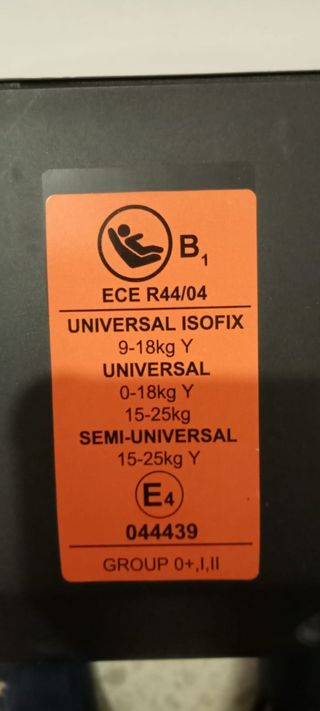 B1
ECE R44/04
UNIVERSAL ISOFIX
9-18kg Y
UNIVERSAL
0-18kg Y
15-25kg
SEMI-UNIVERSAL
15-25kg Y
E4
044439
GROUP 0+,I,II